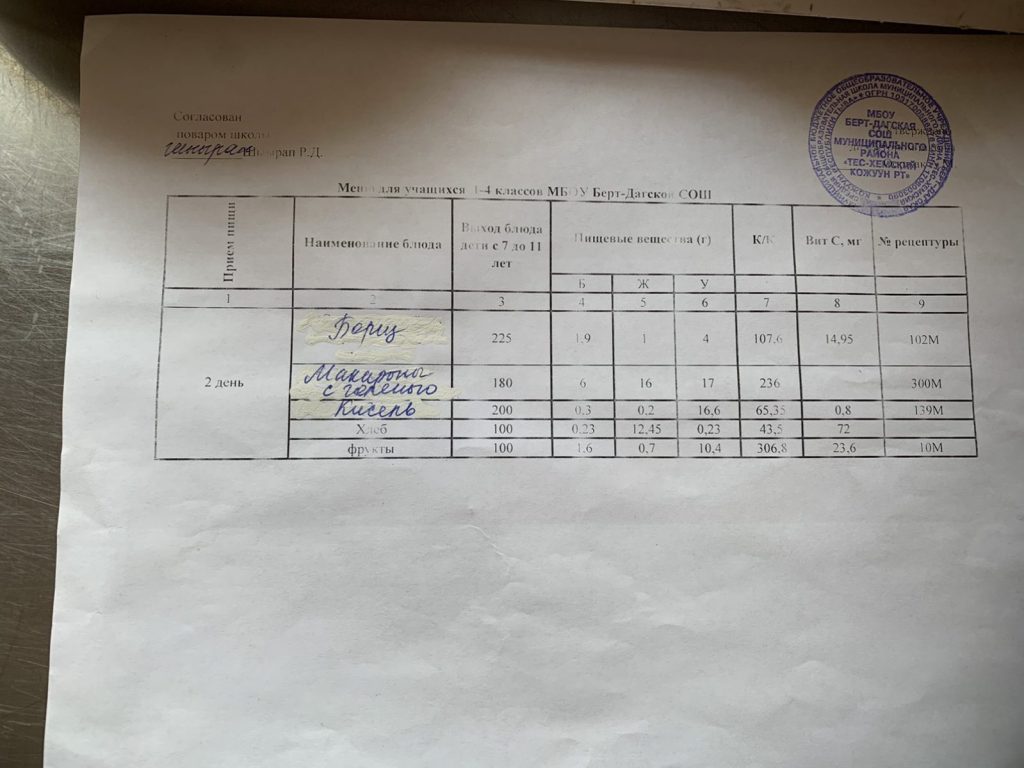 Согласован
поваром школы
Шыырап Р.Д.
МБОУ
БЕРТ-ДАГСКАЯ
СОШ
МУНИЦИПАЛЬНОГО
РАЙОНА
«ТЕС-ХЕМСКИЙ
КОЖУУН РТ»
Меню для учащихся 1-4 классов МБОУ Берт-Дагской СОШ
Прием пищи Наименование блюда Выход блюда дети с 7 до 11 лет Пищевые вещества (г) К/К Вит С, мг № рецептуры
Б Ж У
1 2 3 4 5 6 7 8 9
2 день
Борщ 225 1,9 1 4 107,6 14,95 102М
Макароны
с 180 6 16 17 236 300М
Кисель 200 0,3 0,2 16,6 65,35 0,8 139М
Хлеб 100 0,23 12,45 0,23 43,5 72
фрукты 100 1,6 0,7 10,4 306,8 23,6 10М